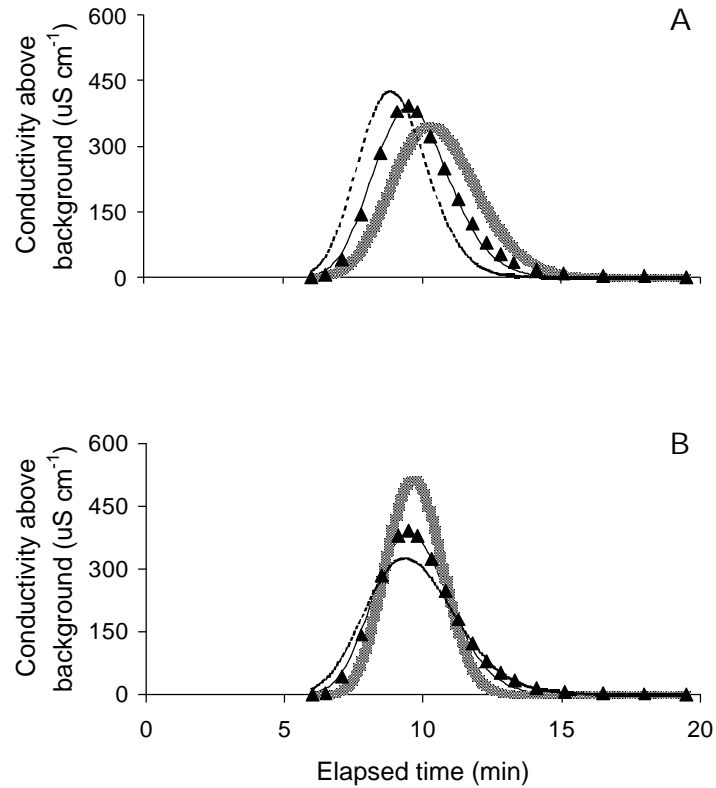 A
Conductivity above
background (uS cm-1)
600
450
300
150
0
B
Conductivity above
background (uS cm-1)
600
450
300
150
0
0 5 10 15 20
Elapsed time (min)